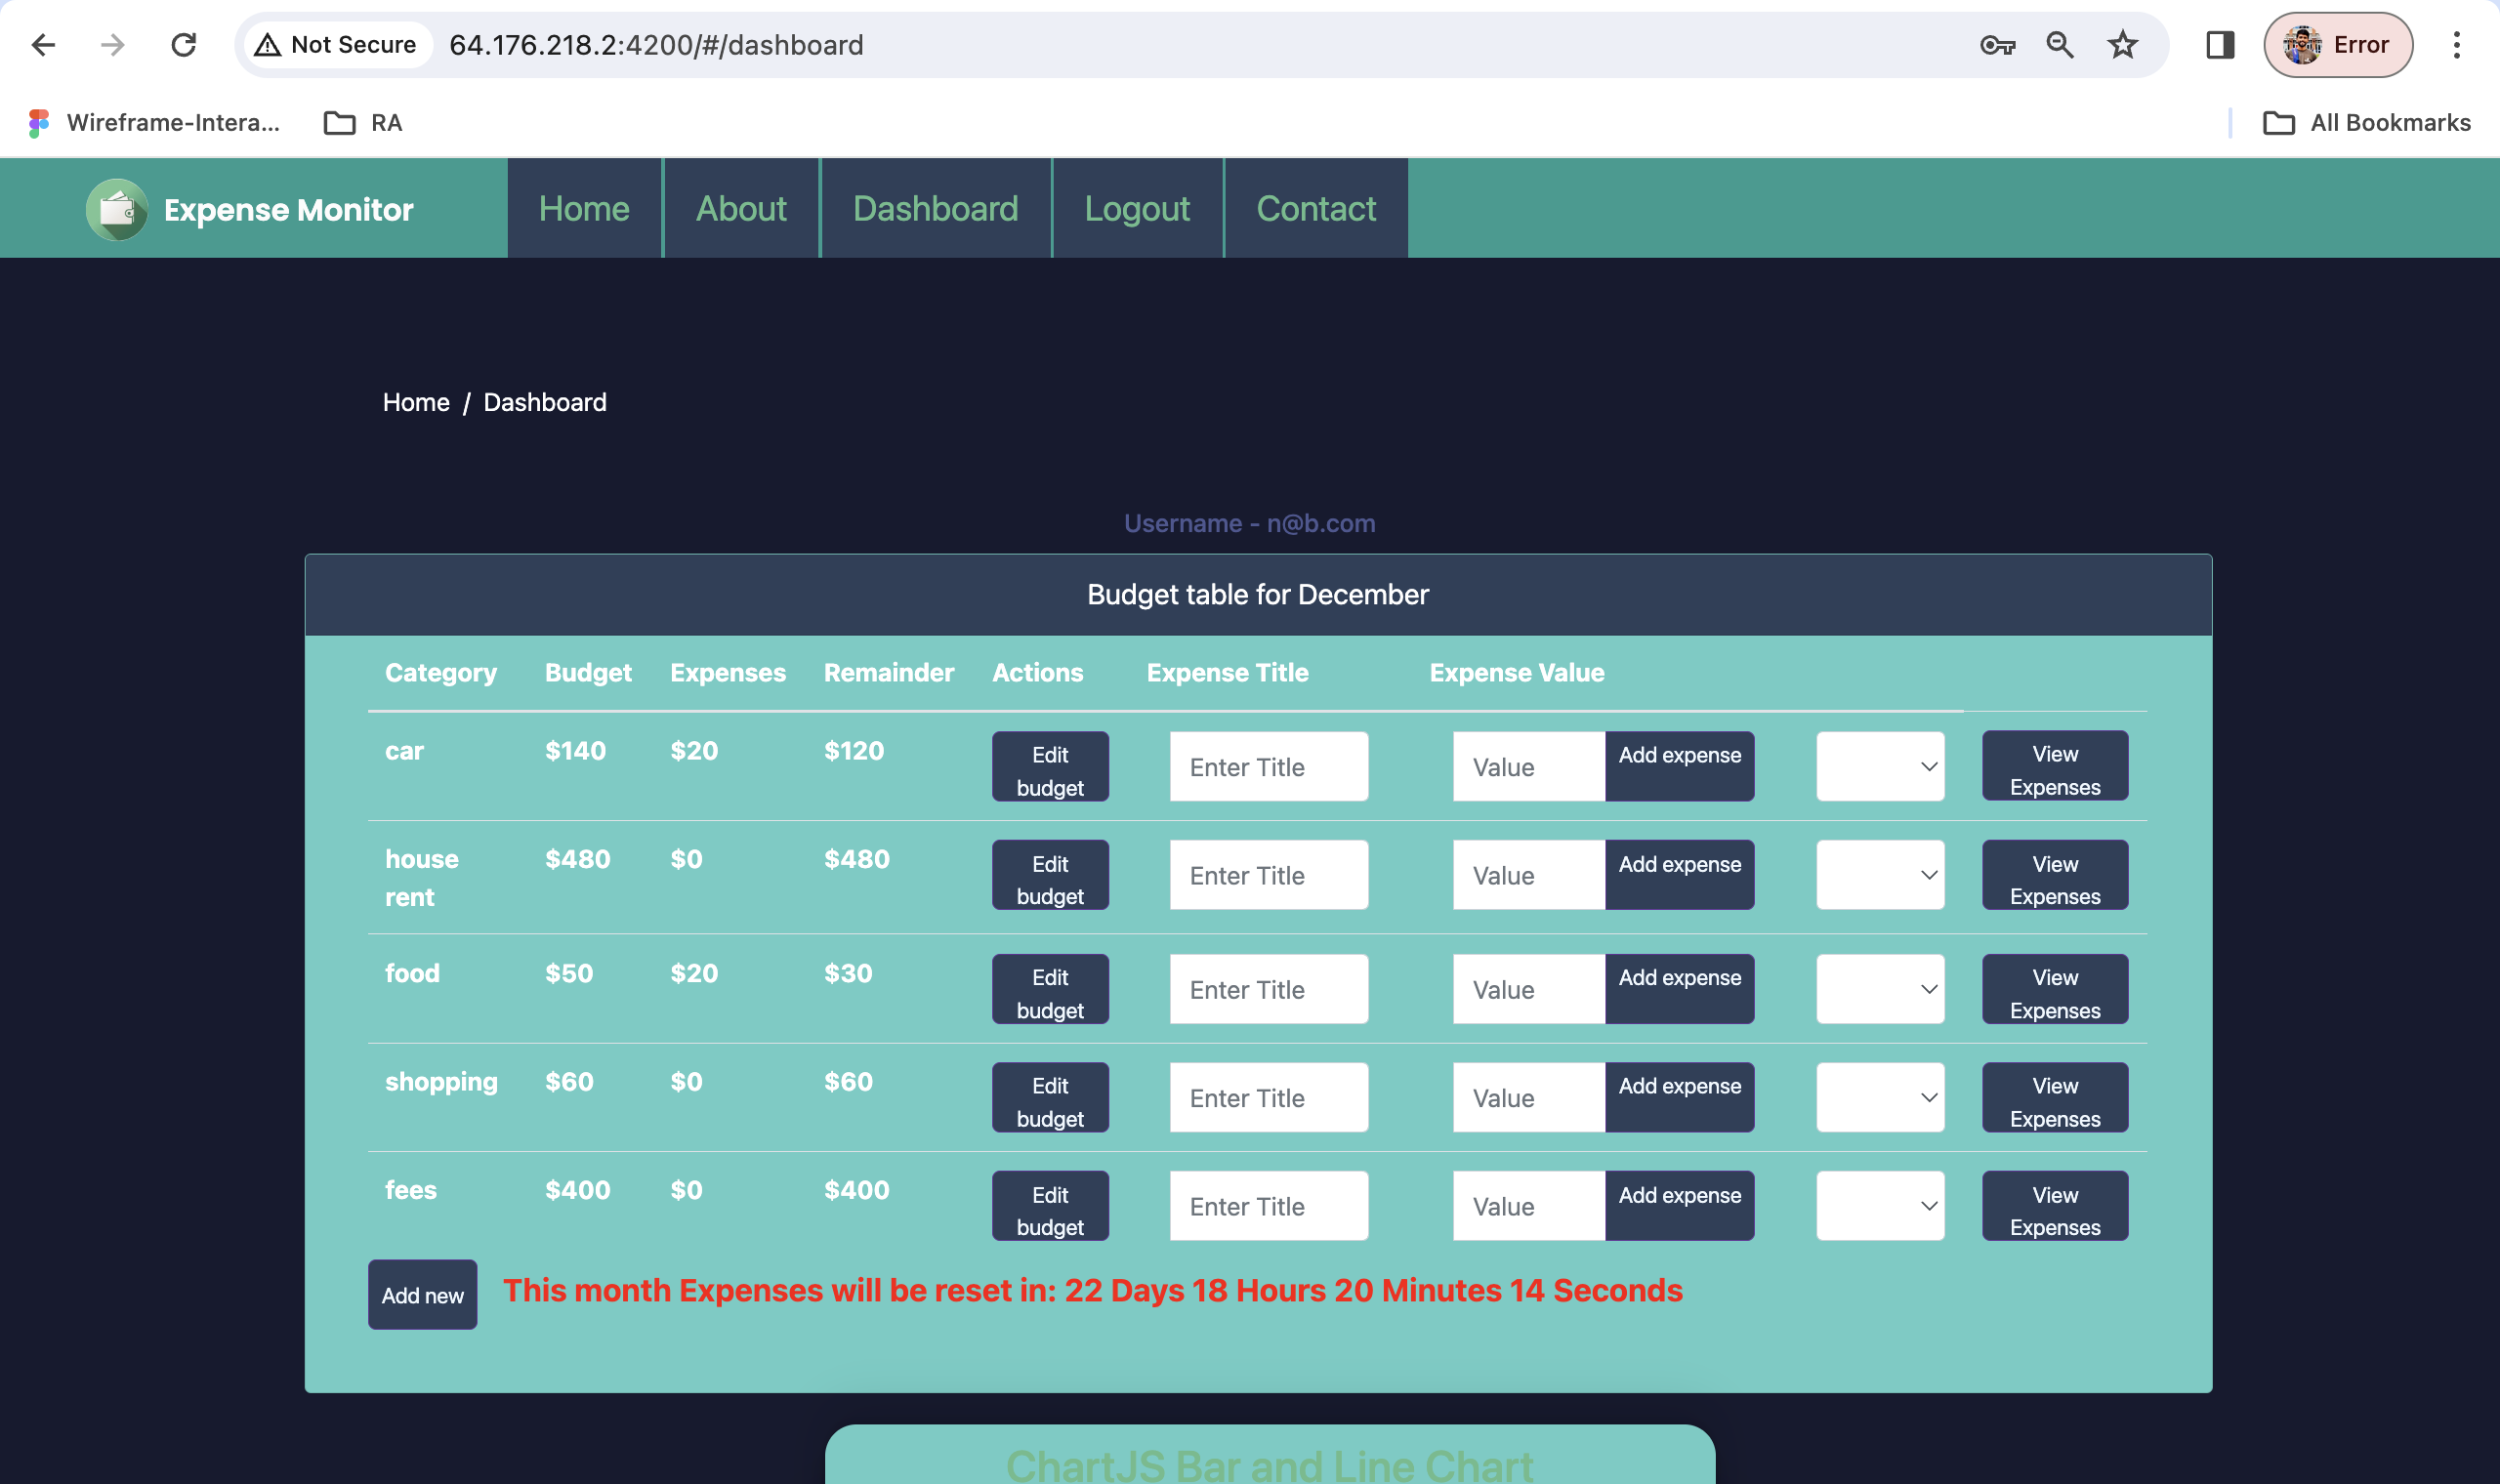 Not Secure 64.176.218.2:4200/#/dashboard Error
Wireframe-Intera... RA All Bookmarks
Expense Monitor Home About Dashboard Logout Contact
Home / Dashboard
Username - n@b.com
Budget table for December
Category Budget Expenses Remainder Actions Expense Title Expense Value
car $140 $20 $120 Edit budget Enter Title Value Add expense View Expenses
house rent $480 $0 $480 Edit budget Enter Title Value Add expense View Expenses
food $50 $20 $30 Edit budget Enter Title Value Add expense View Expenses
shopping $60 $0 $60 Edit budget Enter Title Value Add expense View Expenses
fees $400 $0 $400 Edit budget Enter Title Value Add expense View Expenses
Add new This month Expenses will be reset in: 22 Days 18 Hours 20 Minutes 14 Seconds
ChartJS Bar and Line Chart